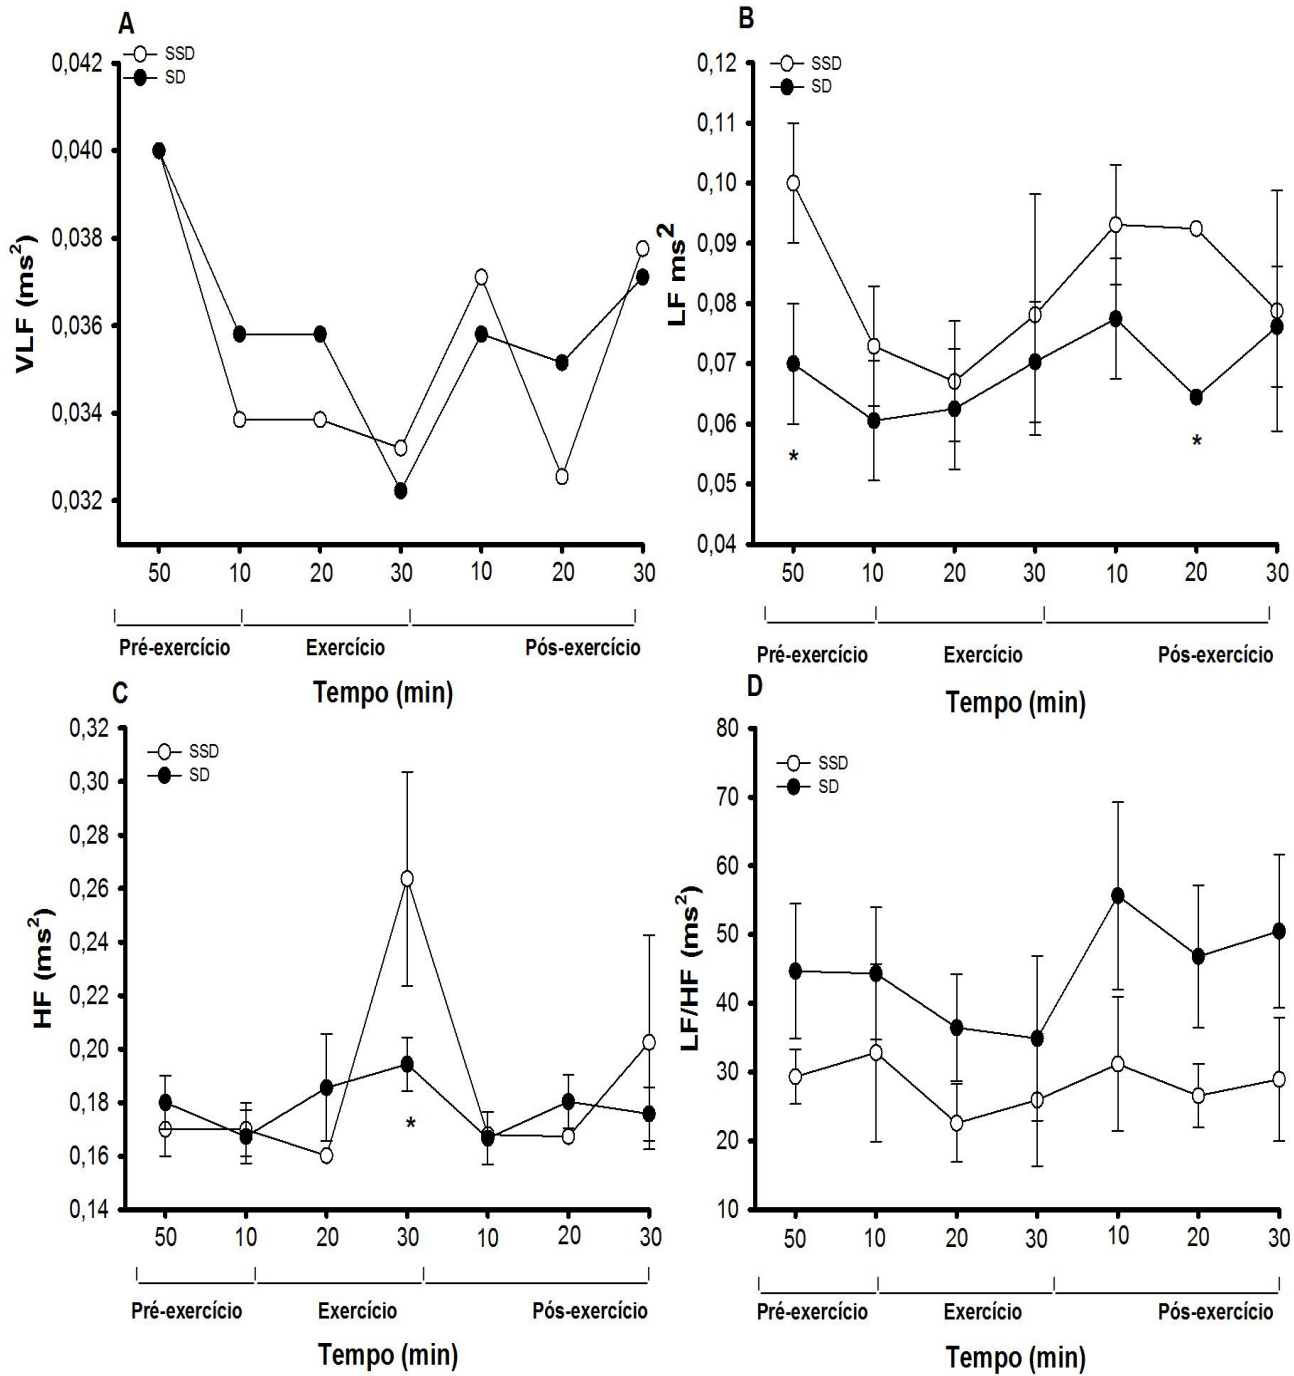 A
SSD
SD
0,042
0,040
0,038
0,036
0,034
0,032
VLF (ms²)
50 10 20 30 10 20 30
Pré-exercício Exercício Pós-exercício
Tempo (min)
B
SSD
SD
0,12
0,11
0,10
0,09
0,08
0,07
0,06
0,05
0,04
LF ms²
* *
50 10 20 30 10 20 30
Pré-exercício Exercício Pós-exercício
Tempo (min)
C
SSD
SD
0,32
0,30
0,28
0,26
0,24
0,22
0,20
0,18
0,16
0,14
HF (ms²)
*
50 10 20 30 10 20 30
Pré-exercício Exercício Pós-exercício
Tempo (min)
D
SSD
SD
80
70
60
50
40
30
20
10
LF/HF (ms²)
50 10 20 30 10 20 30
Pré-exercício Exercício Pós-exercício
Tempo (min)